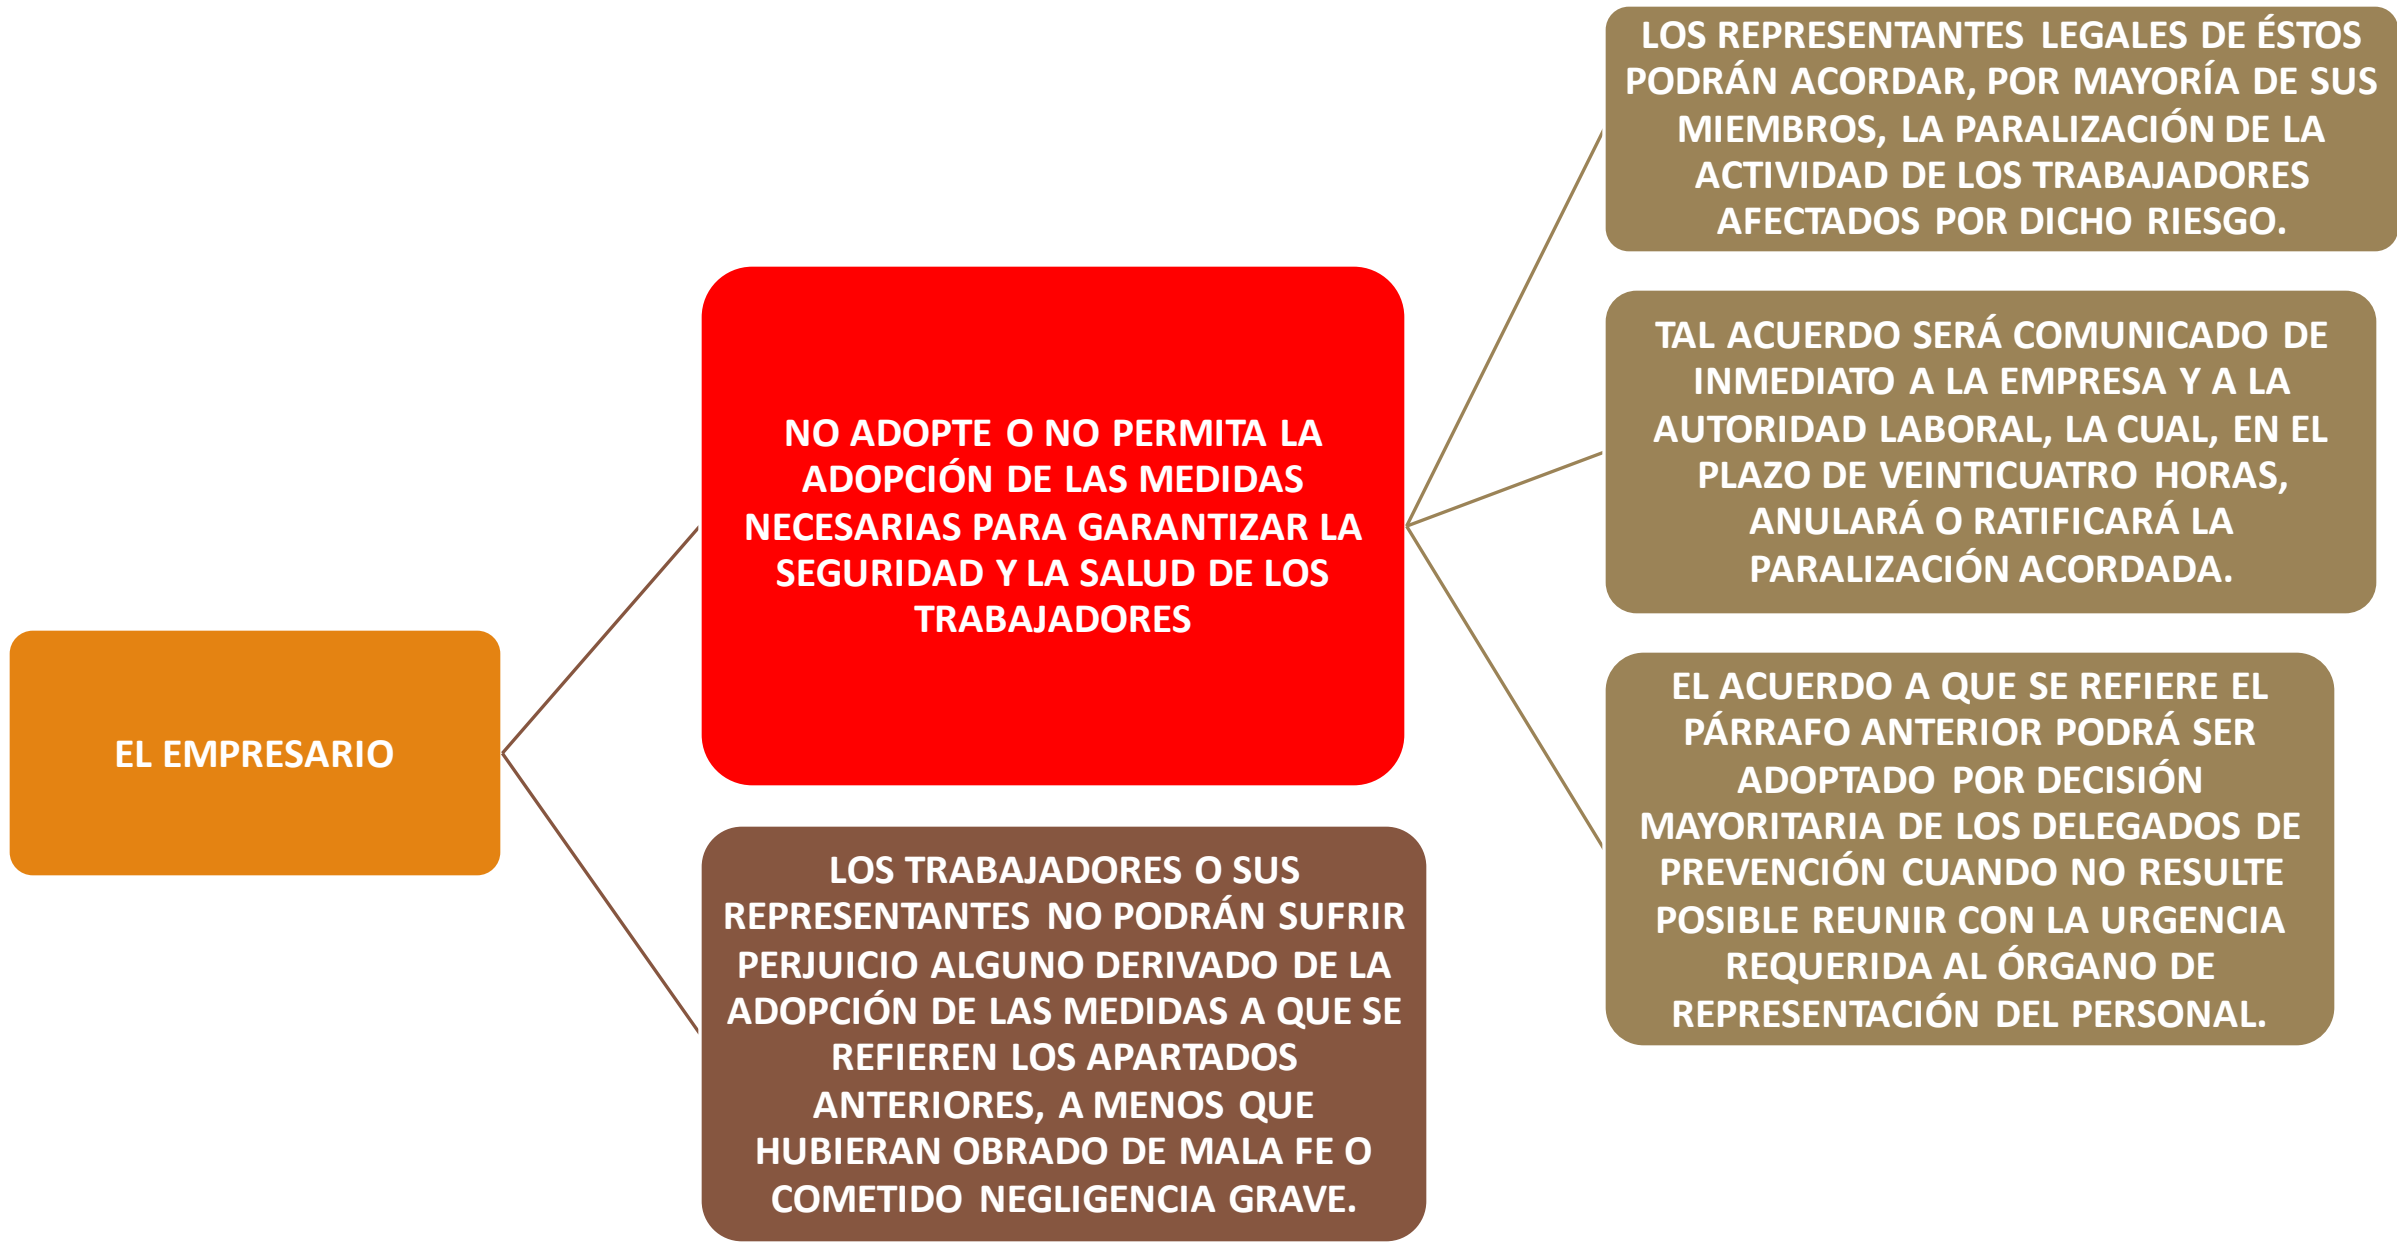 EL EMPRESARIO
NO ADOPTE O NO PERMITA LA
ADOPCIÓN DE LAS MEDIDAS
NECESARIAS PARA GARANTIZAR LA
SEGURIDAD Y LA SALUD DE LOS
TRABAJADORES
LOS REPRESENTANTES LEGALES DE ÉSTOS
PODRÁN ACORDAR, POR MAYORÍA DE SUS
MIEMBROS, LA PARALIZACIÓN DE LA
ACTIVIDAD DE LOS TRABAJADORES
AFECTADOS POR DICHO RIESGO.
TAL ACUERDO SERÁ COMUNICADO DE
INMEDIATO A LA EMPRESA Y A LA
AUTORIDAD LABORAL, LA CUAL, EN EL
PLAZO DE VEINTICUATRO HORAS,
ANULARÁ O RATIFICARÁ LA
PARALIZACIÓN ACORDADA.
EL ACUERDO A QUE SE REFIERE EL
PÁRRAFO ANTERIOR PODRÁ SER
ADOPTADO POR DECISIÓN
MAYORITARIA DE LOS DELEGADOS DE
PREVENCIÓN CUANDO NO RESULTE
POSIBLE REUNIR CON LA URGENCIA
REQUERIDA AL ÓRGANO DE
REPRESENTACIÓN DEL PERSONAL.
LOS TRABAJADORES O SUS
REPRESENTANTES NO PODRÁN SUFRIR
PERJUICIO ALGUNO DERIVADO DE LA
ADOPCIÓN DE LAS MEDIDAS A QUE SE
REFIEREN LOS APARTADOS
ANTERIORES, A MENOS QUE
HUBIERAN OBRADO DE MALA FE O
COMETIDO NEGLIGENCIA GRAVE.